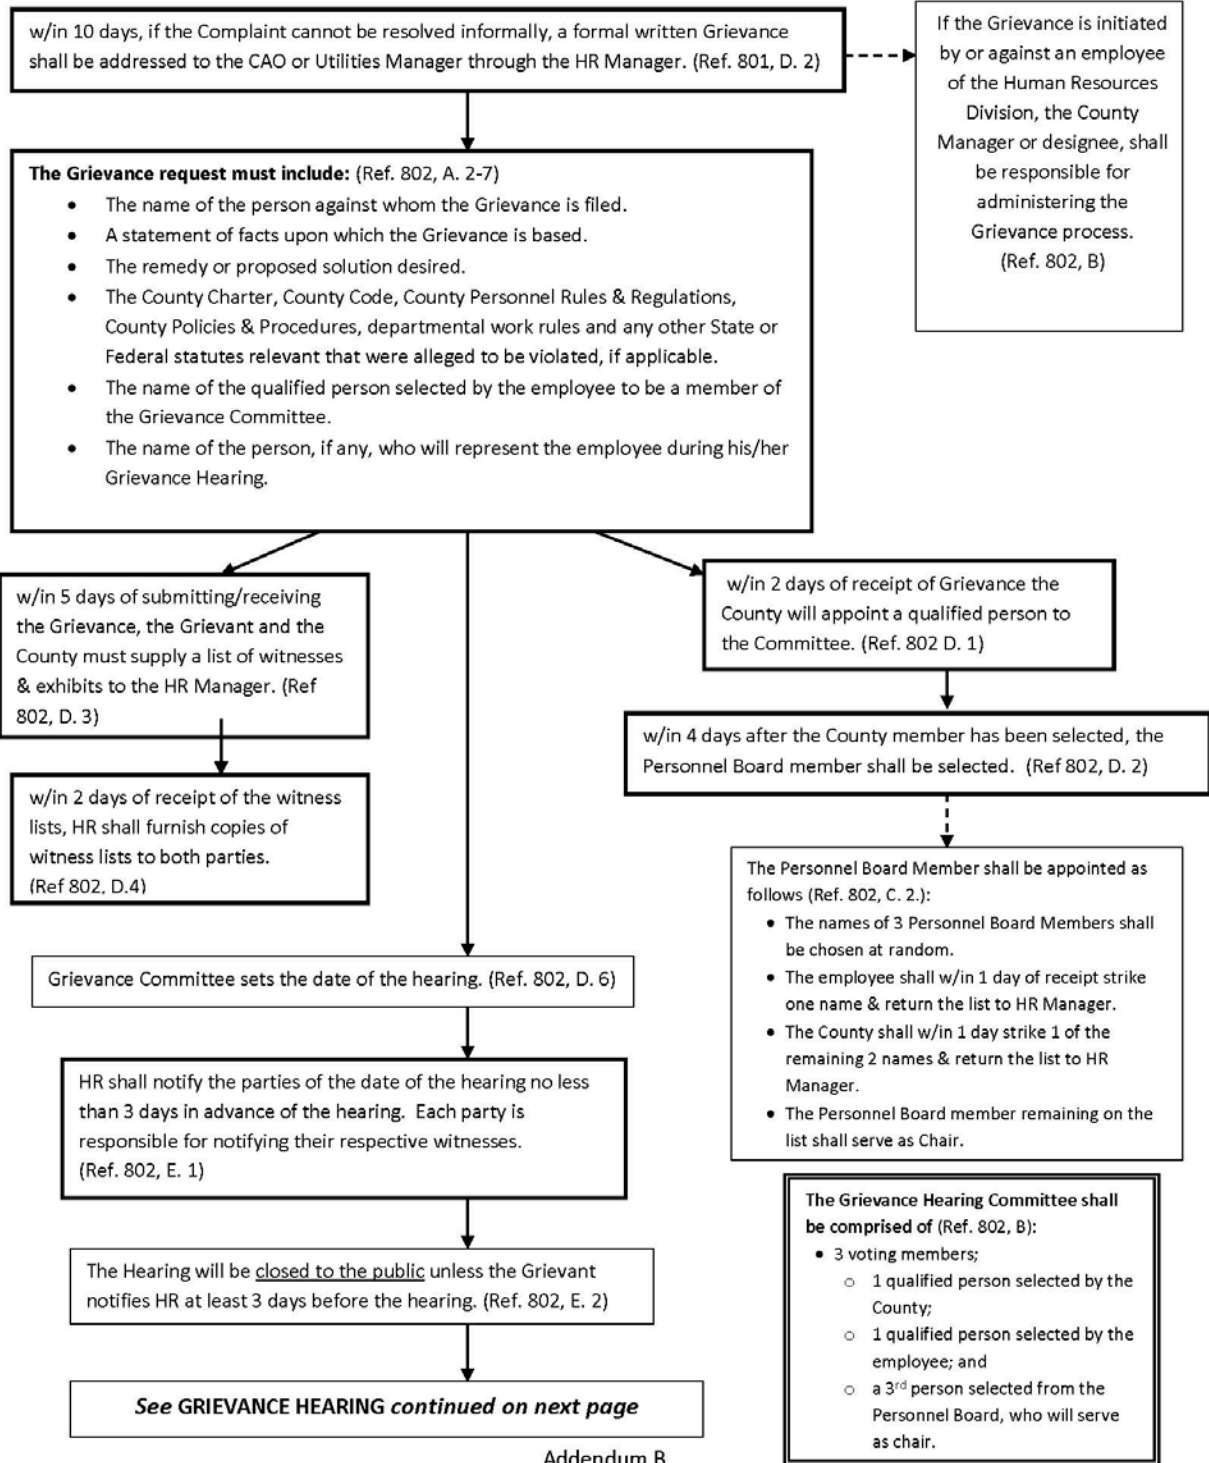 w/in 10 days, if the Complaint cannot be resolved informally, a formal written Grievance
shall be addressed to the CAO or Utilities Manager through the HR Manager. (Ref. 801, D. 2)
If the Grievance is initiated
by or against an employee
of the Human Resources
Division, the County
Manager or designee, shall
be responsible for
administering the
Grievance process.
(Ref. 802, B)
The Grievance request must include: (Ref. 802, A. 2-7)
• The name of the person against whom the Grievance is filed.
• A statement of facts upon which the Grievance is based.
• The remedy or proposed solution desired.
• The County Charter, County Code, County Personnel Rules & Regulations,
County Policies & Procedures, departmental work rules and any other State or
Federal statutes relevant that were alleged to be violated, if applicable.
• The name of the qualified person selected by the employee to be a member of
the Grievance Committee.
• The name of the person, if any, who will represent the employee during his/her
Grievance Hearing.
w/in 5 days of submitting/receiving
the Grievance, the Grievant and the
County must supply a list of witnesses
& exhibits to the HR Manager. (Ref
802, D. 3)
w/in 2 days of receipt of the witness
lists, HR shall furnish copies of
witness lists to both parties.
(Ref 802, D.4)
w/in 2 days of receipt of Grievance the
County will appoint a qualified person to
the Committee. (Ref. 802 D. 1)
w/in 4 days after the County member has been selected, the
Personnel Board member shall be selected. (Ref 802, D. 2)
The Personnel Board Member shall be appointed as
follows (Ref. 802, C. 2.):
• The names of 3 Personnel Board Members shall
be chosen at random.
• The employee shall w/in 1 day of receipt strike
one name & return the list to HR Manager.
• The County shall w/in 1 day strike 1 of the
remaining 2 names & return the list to HR
Manager.
• The Personnel Board member remaining on the
list shall serve as Chair.
Grievance Committee sets the date of the hearing. (Ref. 802, D. 6)
HR shall notify the parties of the date of the hearing no less
than 3 days in advance of the hearing. Each party is
responsible for notifying their respective witnesses.
(Ref. 802, E. 1)
The Hearing will be closed to the public unless the Grievant
notifies HR at least 3 days before the hearing. (Ref. 802, E. 2)
See GRIEVANCE HEARING continued on next page
The Grievance Hearing Committee shall
be comprised of (Ref. 802, B):
• 3 voting members;
o 1 qualified person selected by the
County;
o 1 qualified person selected by the
employee; and
o a 3rd person selected from the
Personnel Board, who will serve
as chair.
Addendum B